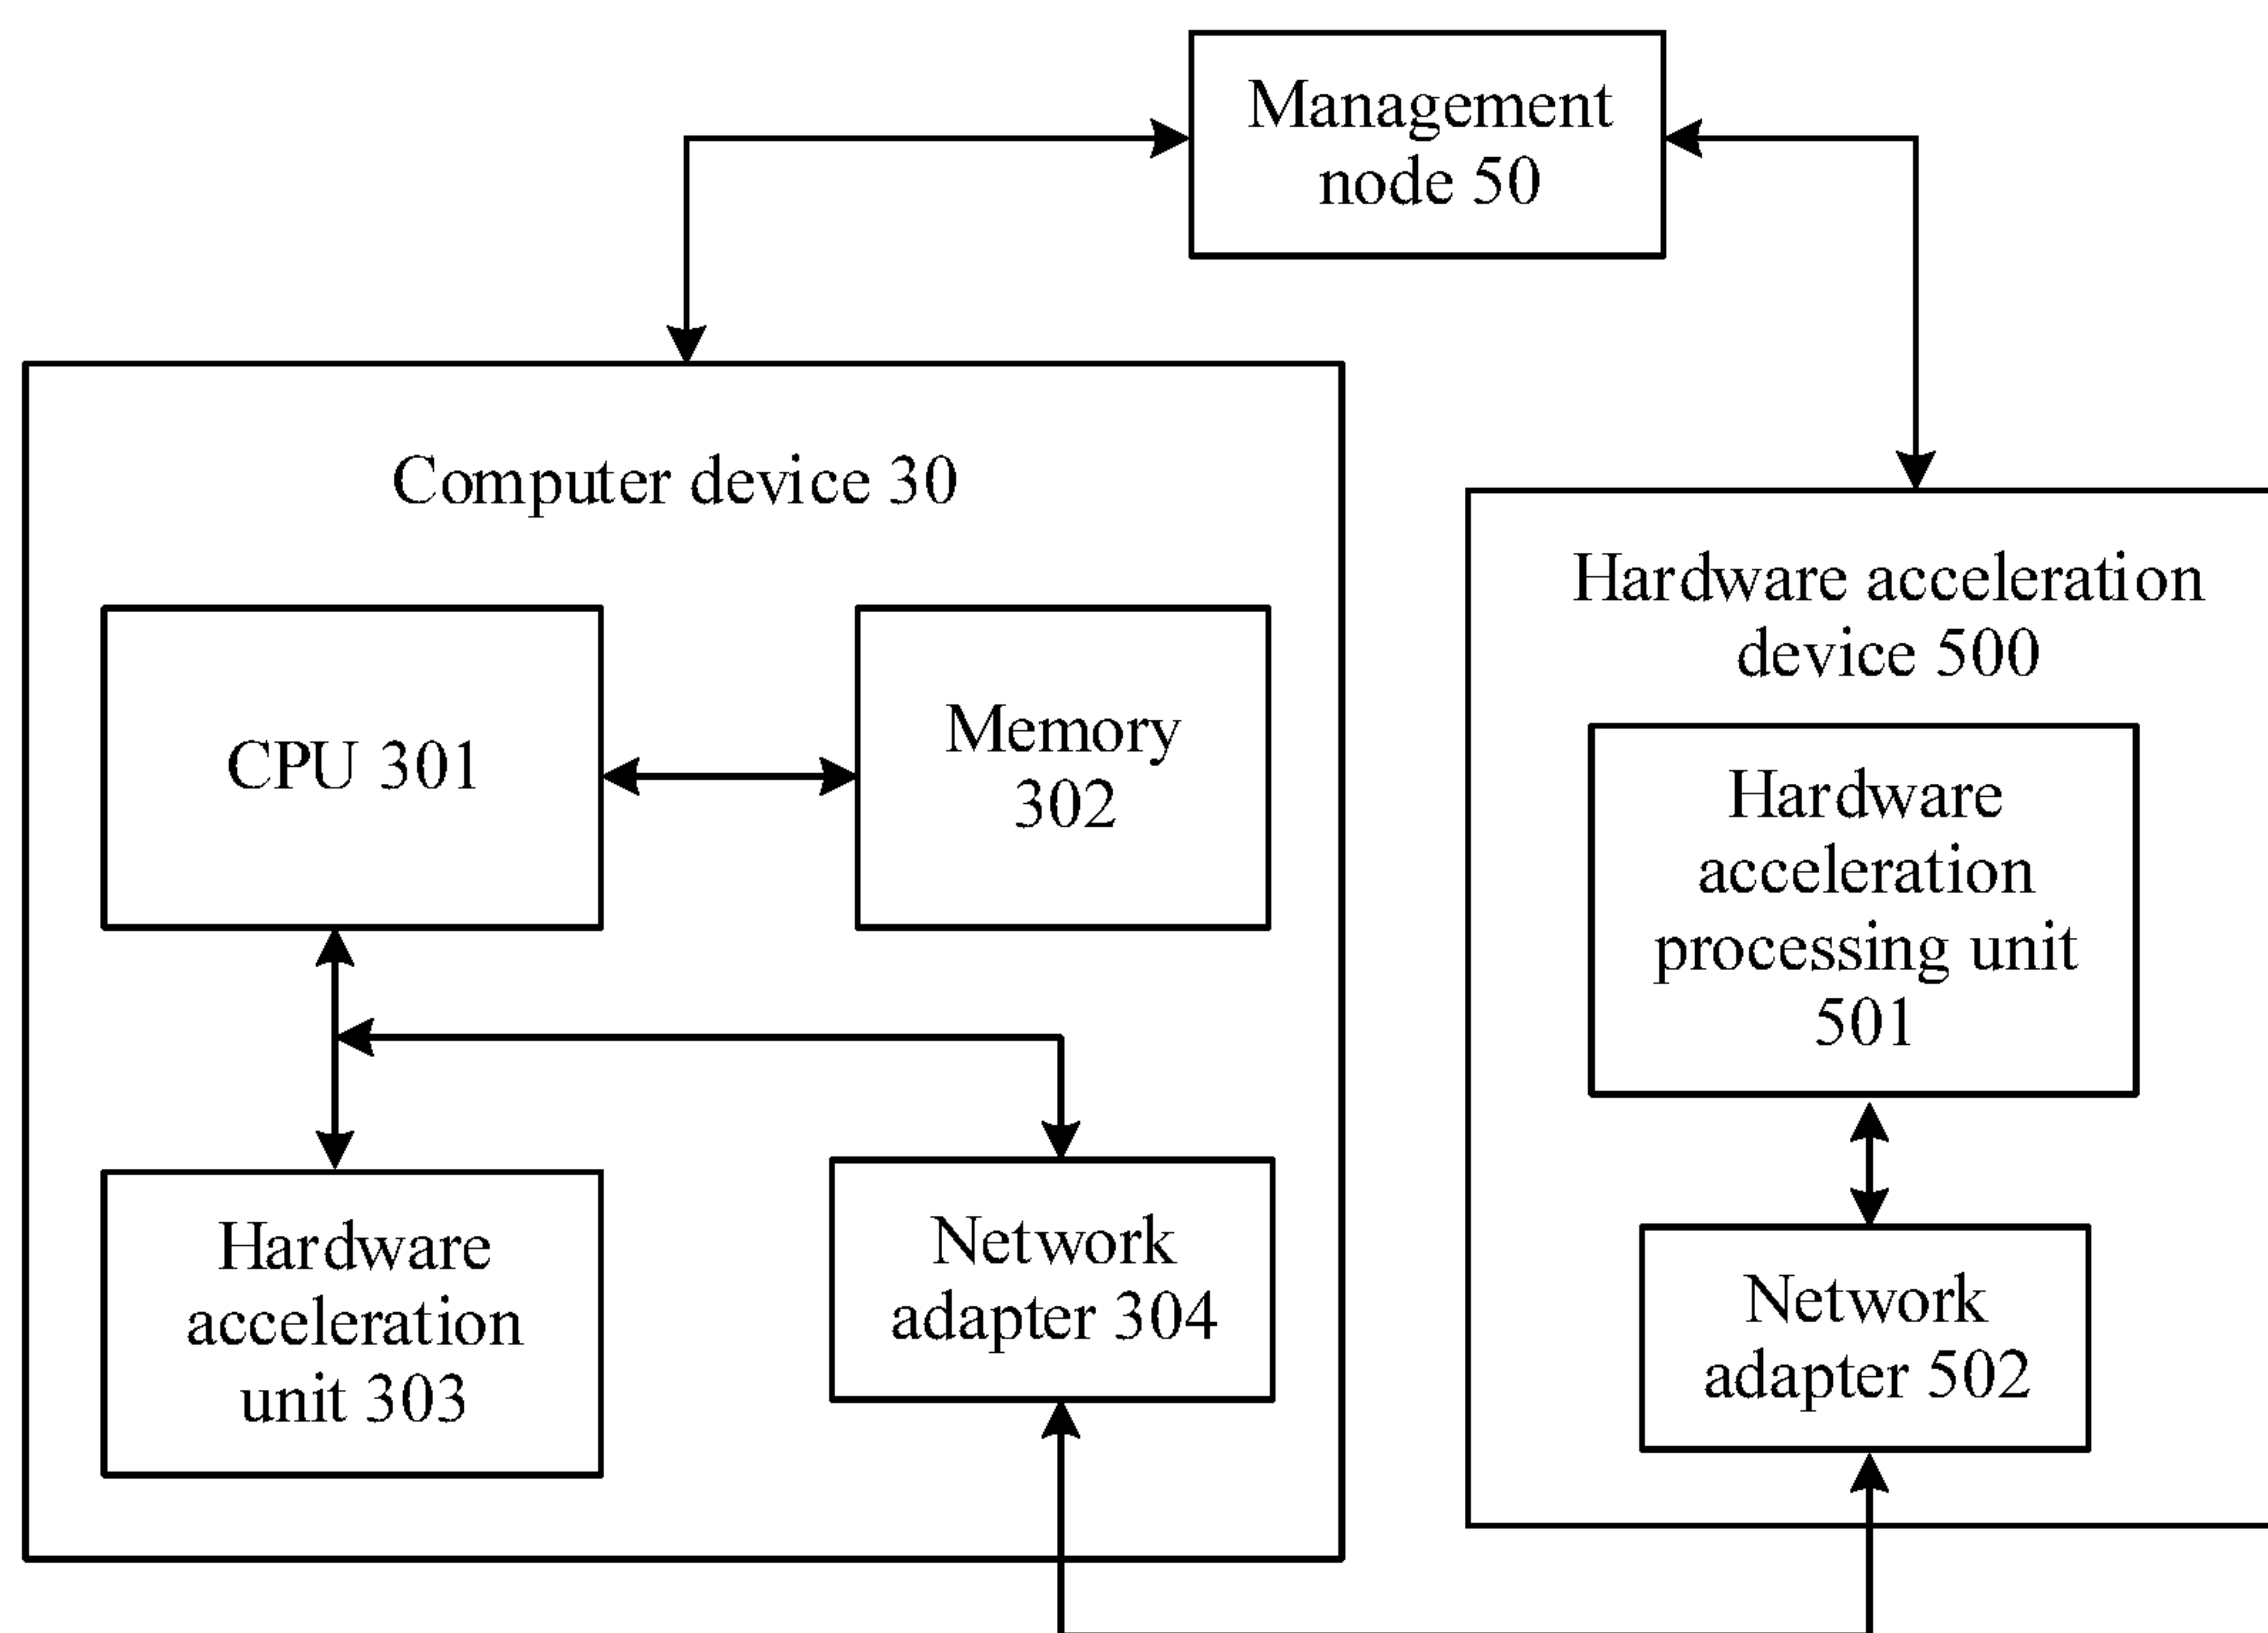 Management
node 50
Computer device 30
CPU 301
Memory
302
Hardware
acceleration
unit 303
Network
adapter 304
Hardware acceleration
device 500
Hardware
acceleration
processing unit
501
Network
adapter 502